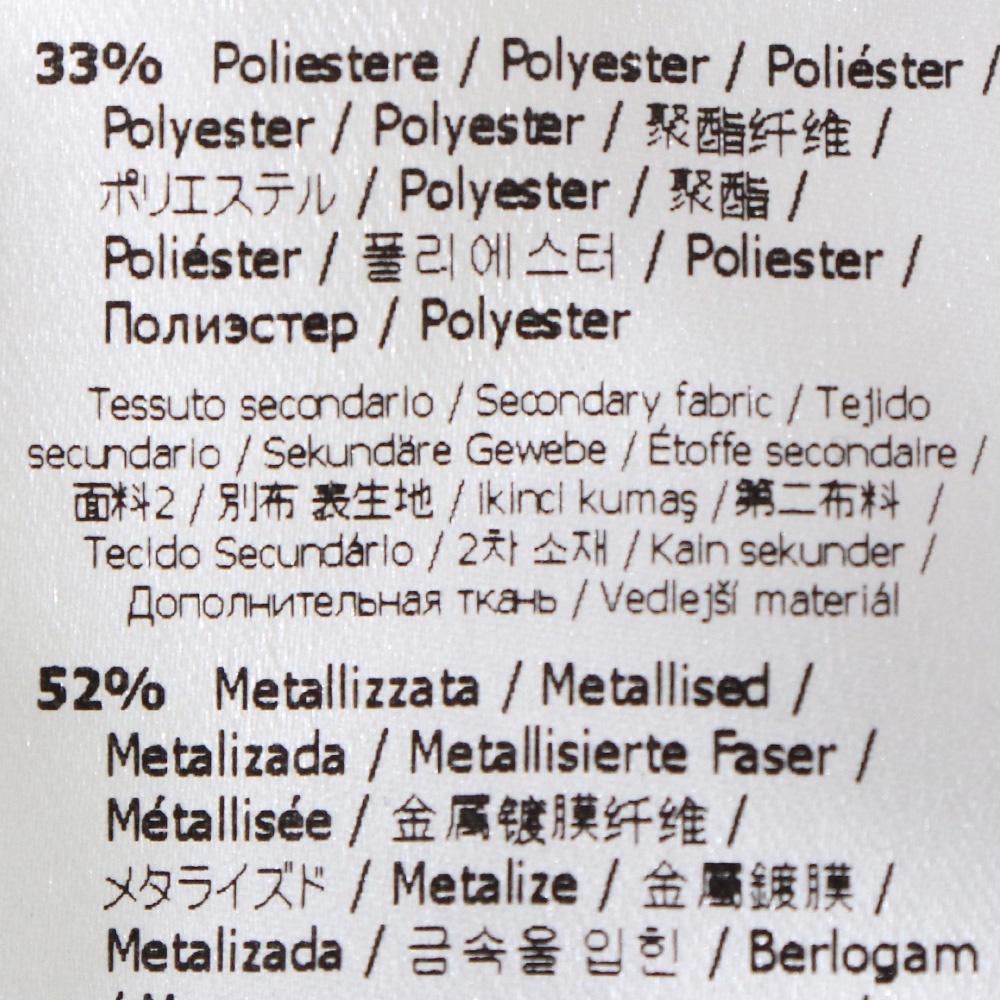 33% Poliestere / Polyester / Poliéster /
Polyester / Polyester / 聚酯纤维 /
ポリエステル / Polyester / 聚酯 /
Poliéster / 폴리에스터 / Poliester /
Полиэстер / Polyester
Tessuto secondario / Secondary fabric / Tejido
secundario / Sekundäre Gewebe / Étoffe secondaire /
面料2 / 別布 表生地 / ikinci kumaş / 第二布料 /
Tecido Secundário / 2차 소재 / Kain sekunder /
Дополнительная ткань / Vedlejší materiál
52% Metallizzata / Metallised /
Metalizada / Metallisierte Faser /
Métallisée / 金属镀膜纤维 /
メタライズド / Metalize / 金屬鍍膜 /
Metalizada / 금속올 입힌 / Berlogam